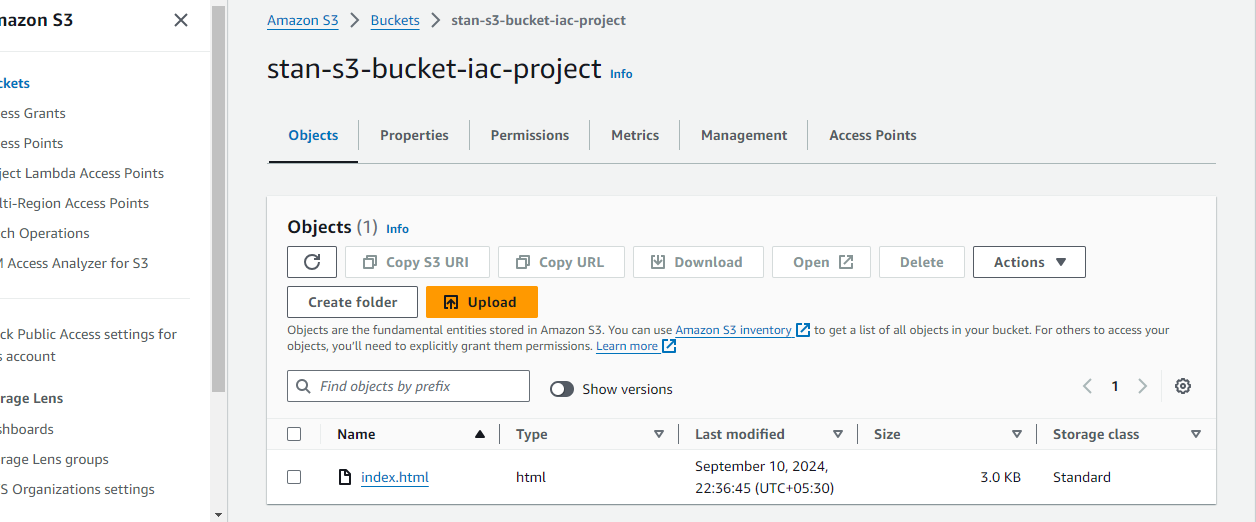 mazon S3
ckets
ess Grants
ess Points
ject Lambda Access Points
lti-Region Access Points
ch Operations
M Access Analyzer for S3
ck Public Access settings for
s account
rage Lens
shboards
rage Lens groups
S Organizations settings
Amazon S3 > Buckets > stan-s3-bucket-iac-project
stan-s3-bucket-iac-project Info
Objects Properties Permissions Metrics Management Access Points
Objects (1) Info
Copy S3 URI Copy URL Download Open Delete Actions
Create folder Upload
Objects are the fundamental entities stored in Amazon S3. You can use Amazon S3 inventory to get a list of all objects in your bucket. For others to access your
objects, you'll need to explicitly grant them permissions. Learn more
Find objects by prefix Show versions 1
Name Type Last modified Size Storage class
index.html html September 10, 2024, 3.0 KB Standard
22:36:45 (UTC+05:30)